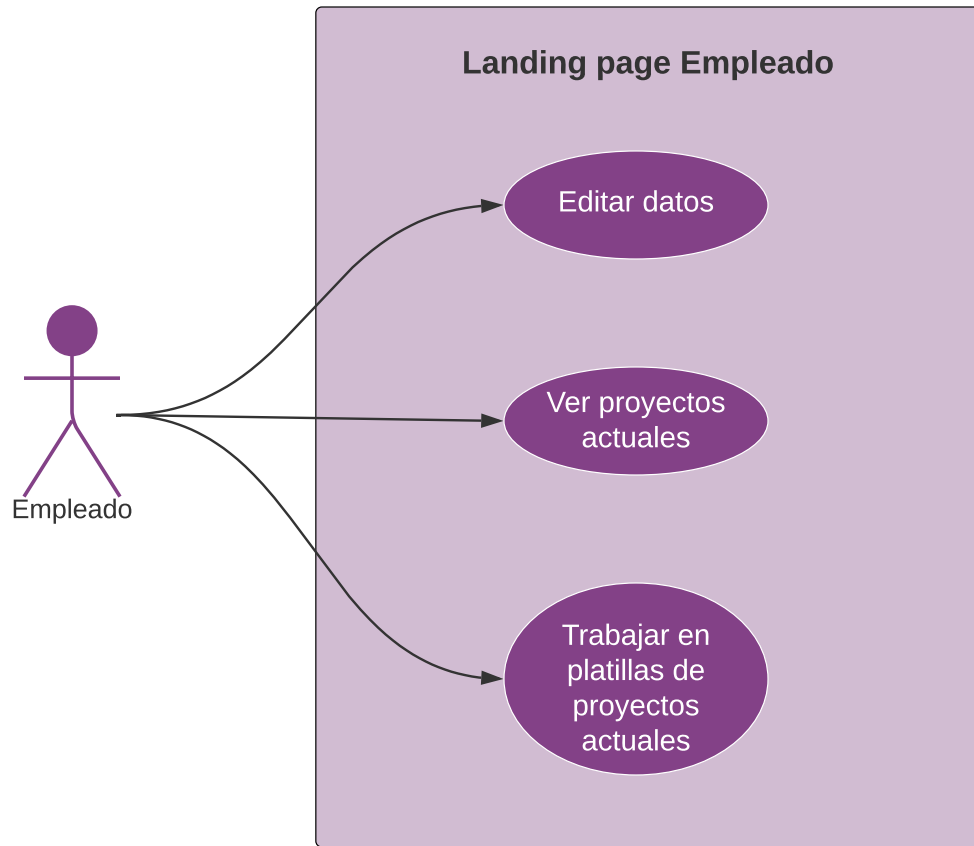 Landing page Empleado
Editar datos
Ver proyectos
actuales
Empleado
Trabajar en
platillas de
proyectos
actuales